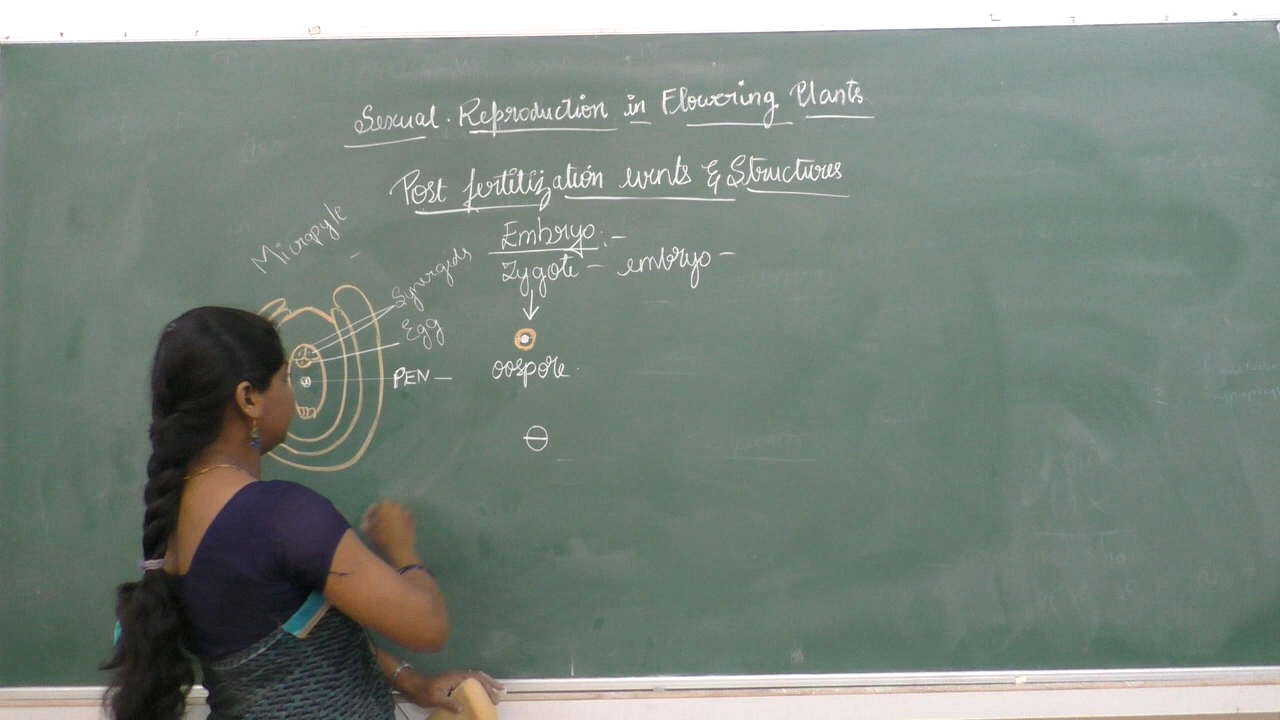 Sexual. Reproduction in Flowering Plants
Post fertilization events & Structures
Embryo:-
Zygote - embryo -
Micropyle
Synergids
Egg
PEN -
oospore.